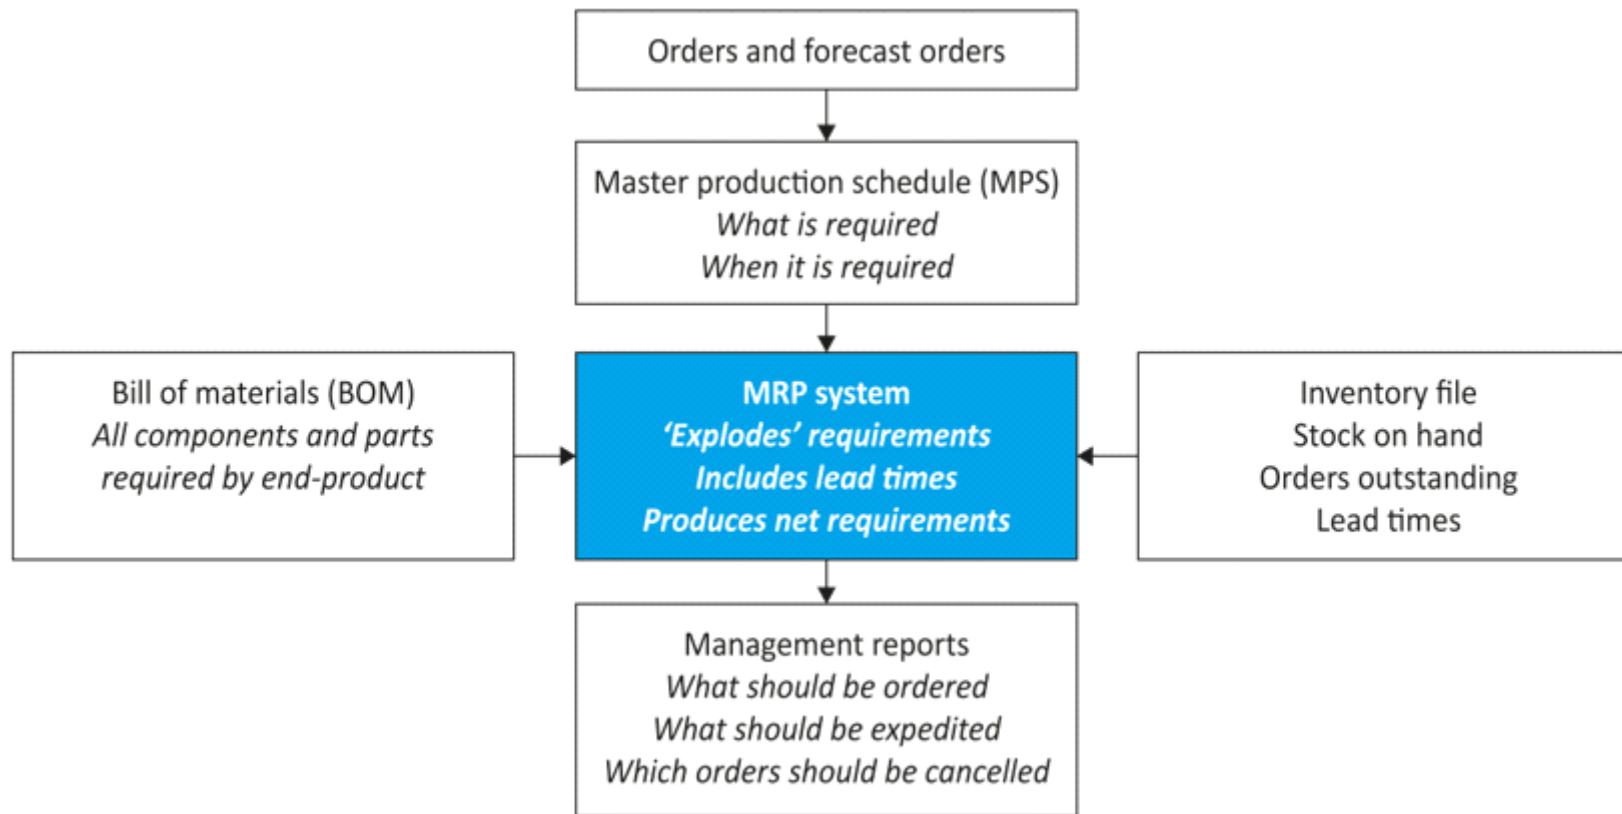 Orders and forecast orders
Master production schedule (MPS)
What is required
When it is required
Bill of materials (BOM)
All components and parts
required by end-product
MRP system
‘Explodes’ requirements
Includes lead times
Produces net requirements
Inventory file
Stock on hand
Orders outstanding
Lead times
Management reports
What should be ordered
What should be expedited
Which orders should be cancelled